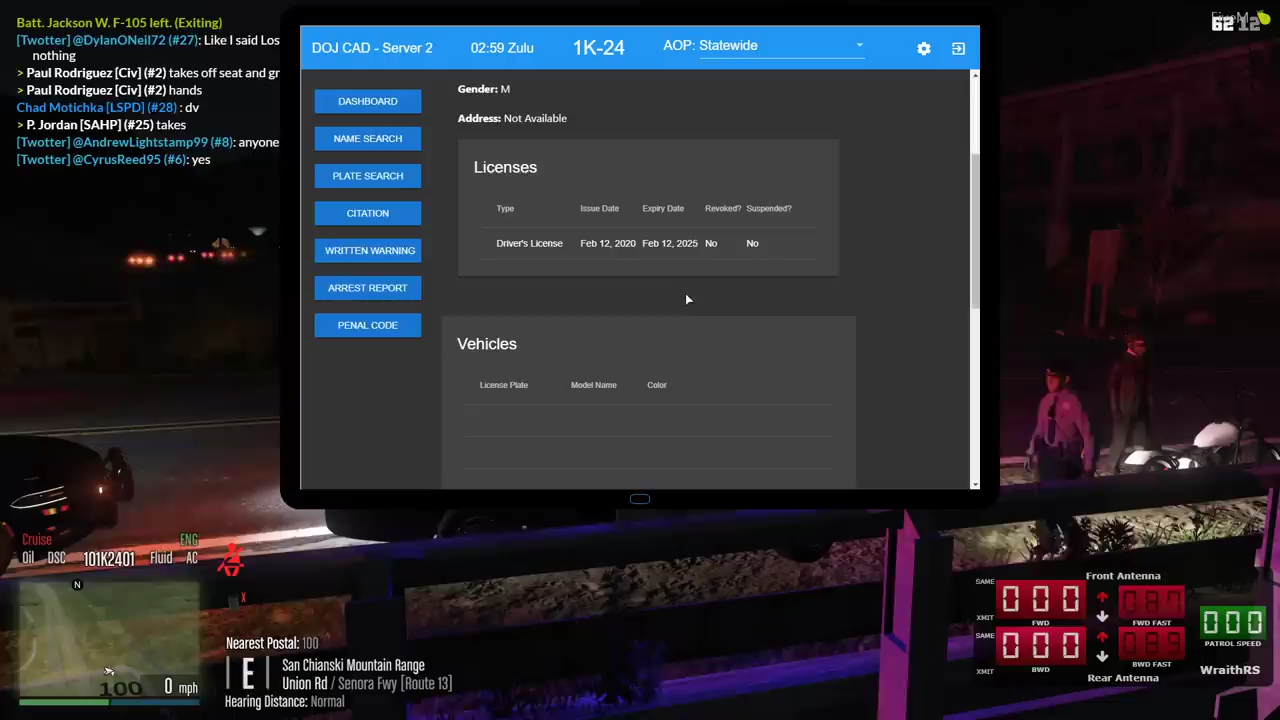 Batt. Jackson W. F-105 left. (Exiting)
[Twotter] @DylanONeil72 (#27): Like I said Los
nothing
> Paul Rodriguez [Civ] (#2) takes off seat and gr
> Paul Rodriguez [Civ] (#2) hands
Chad Motichka [LSPD] (#28) : dv
> P. Jordan [SAHP] (#25) takes
[Twotter] @AndrewLightstamp99 (#8): anyone
[Twotter] @CyrusReed95 (#6): yes
DOJ CAD - Server 2
02:59 Zulu
1K-24
AOP: Statewide
DASHBOARD
NAME SEARCH
PLATE SEARCH
CITATION
WRITTEN WARNING
ARREST REPORT
PENAL CODE
Gender: M
Address: Not Available
Licenses
Type Issue Date Expiry Date Revoked? Suspended?
Driver's License Feb 12, 2020 Feb 12, 2025 No No
Vehicles
License Plate Model Name Color
Cruise ENG
Oil DSC 101K2401 Fluid AC
N
X
100
0 mph
Nearest Postal: 100
E
San Chianski Mountain Range
Union Rd / Senora Fwy [Route 13]
Hearing Distance: Normal
Front Antenna
SAME
XMIT
000
FWD
FWD FAST
SAME
XMIT
000
BWD
BWD FAST
Rear Antenna
000
PATROL SPEED
WraithRS